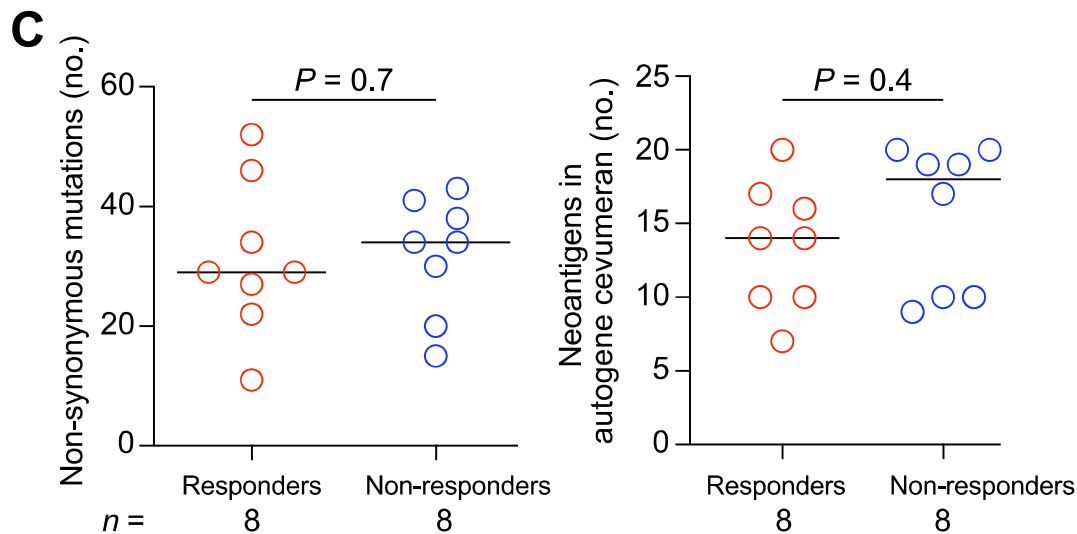 C
Non-synonymous mutations (no.)
60
40
20
0
P = 0.7
Responders
Non-responders
n =
8
8
Neoantigens in
autogene cevumeran (no.)
25
20
15
10
5
0
P = 0.4
Responders
Non-responders
8
8